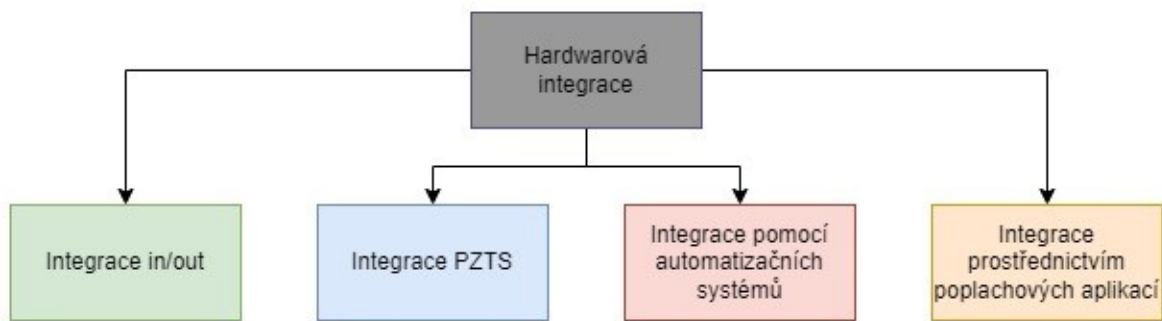 Hardwarová
integrace
Integrace in/out
Integrace PZTS
Integrace pomocí
automatizačních
systémů
Integrace
prostřednictvím
poplachových aplikací